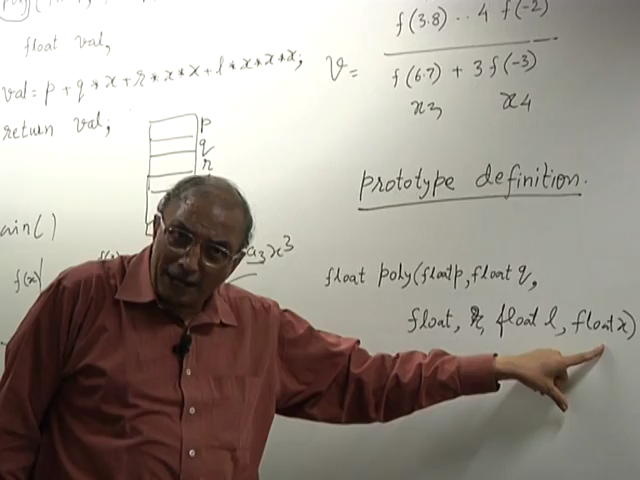 float val,
val = p + q * x + r * x * x + l * x * x * x;
return val;
ain()
f(x)
p
q
r
a3x³
f(3.8) .. 4 f(-2)
V =
f(6.7) + 3 f(-3)
x3
x4
prototype definition.
float poly(float p, float q,
float, r, float l, float x)